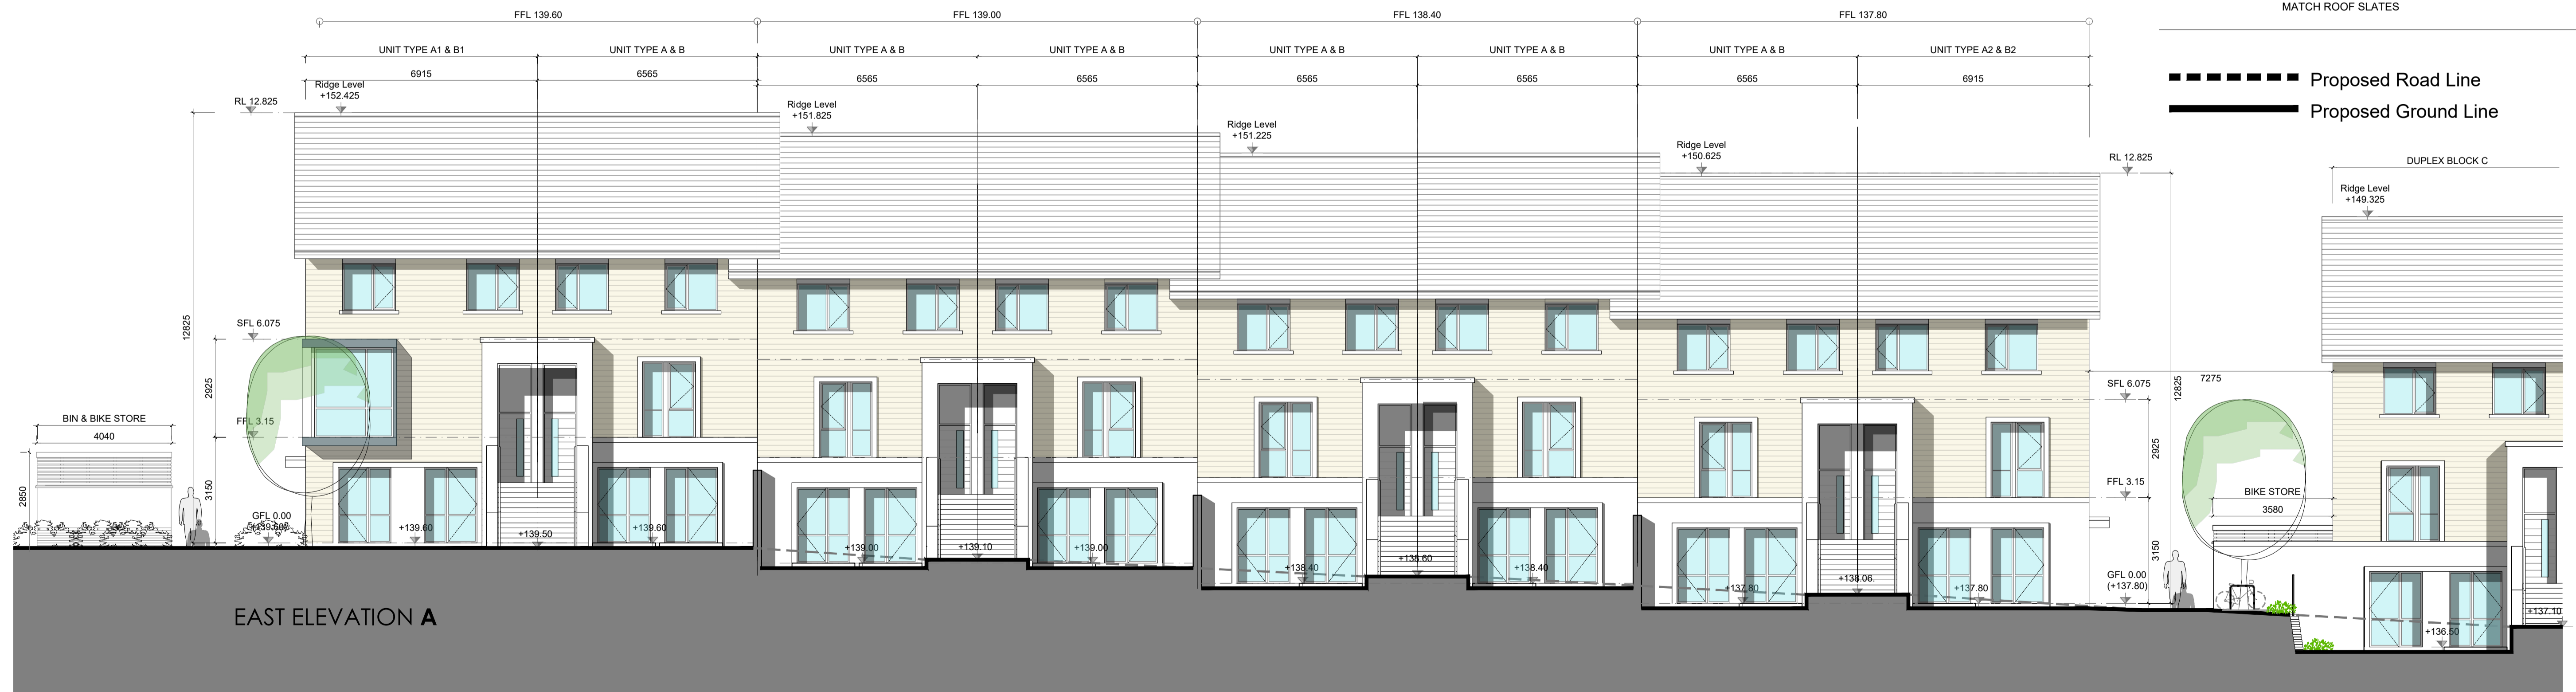 MATCH ROOF SLATES
FFL 139.60
FFL 139.00
FFL 138.40
FFL 137.80
UNIT TYPE A1 & B1
UNIT TYPE A & B
UNIT TYPE A & B
UNIT TYPE A & B
UNIT TYPE A & B
UNIT TYPE A & B
UNIT TYPE A & B
UNIT TYPE A2 & B2
6915
6565
6565
6565
6565
6565
6565
6915
Proposed Road Line
Proposed Ground Line
RL 12.825
Ridge Level
+152.425
Ridge Level
+151.825
Ridge Level
+151.225
Ridge Level
+150.625
RL 12.825
DUPLEX BLOCK C
Ridge Level
+149.325
12825
SFL 6.075
2925
FFL 3.15
3150
GFL 0.00
(+139.60)
BIN & BIKE STORE
4040
2850
+139.60
+139.50
+139.60
+139.00
+139.10
+139.00
+138.40
+138.60
+138.40
+137.80
+138.06.
+137.80
SFL 6.075
12825
7275
2925
FFL 3.15
3150
GFL 0.00
(+137.80)
BIKE STORE
3580
+136.50
+137.10
EAST ELEVATION A